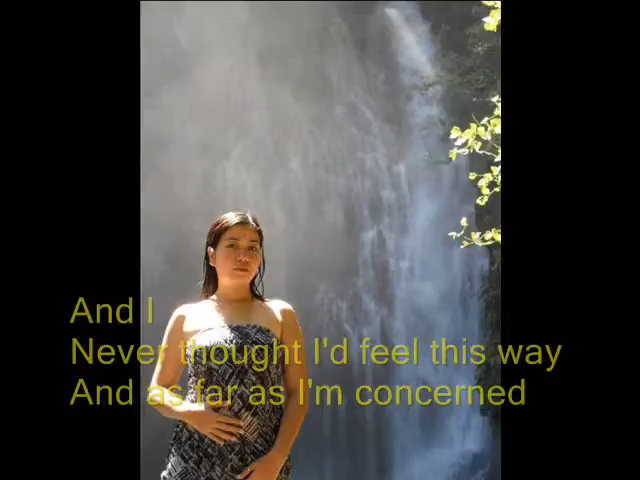 And I
Never thought I'd feel this way
And as far as I'm concerned